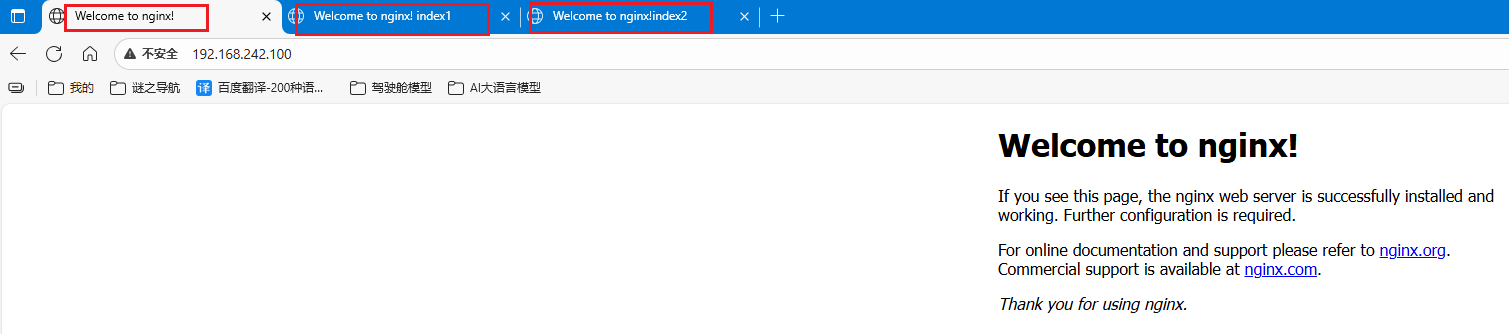 Welcome to nginx!
Welcome to nginx! index1
Welcome to nginx!index2
不安全 192.168.242.100
我的 谜之导航 译 百度翻译-200种语... 驾驶舱模型 AI大语言模型
Welcome to nginx!
If you see this page, the nginx web server is successfully installed and
working. Further configuration is required.
For online documentation and support please refer to nginx.org.
Commercial support is available at nginx.com.
Thank you for using nginx.